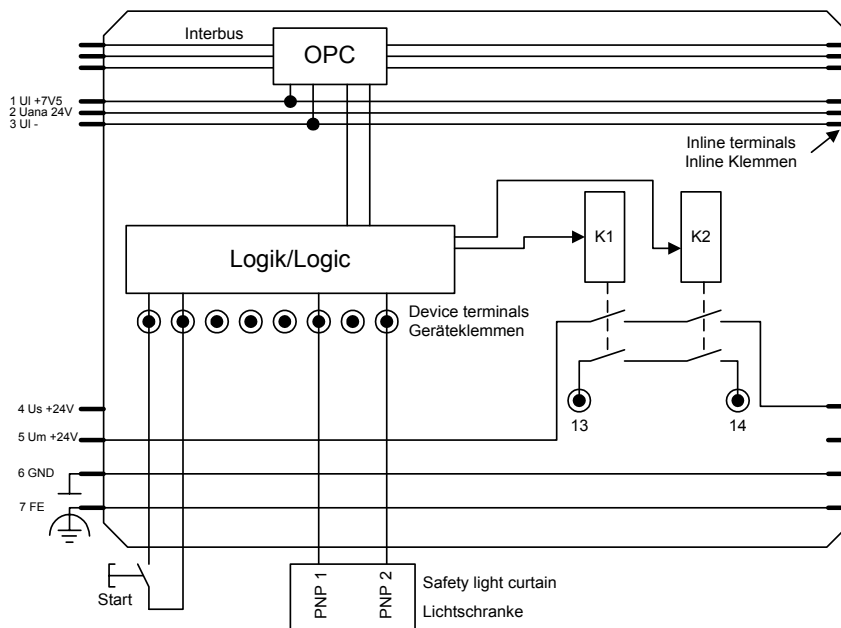 Interbus
OPC
1 UI +7V5
2 Uana 24V
3 UI -
Inline terminals
Inline Klemmen
K1
K2
Logik/Logic
Device terminals
Geräteklemmen
4 Us +24V
13
14
5 Um +24V
6 GND
7 FE
Start
PNP 1
PNP 2
Safety light curtain
Lichtschranke